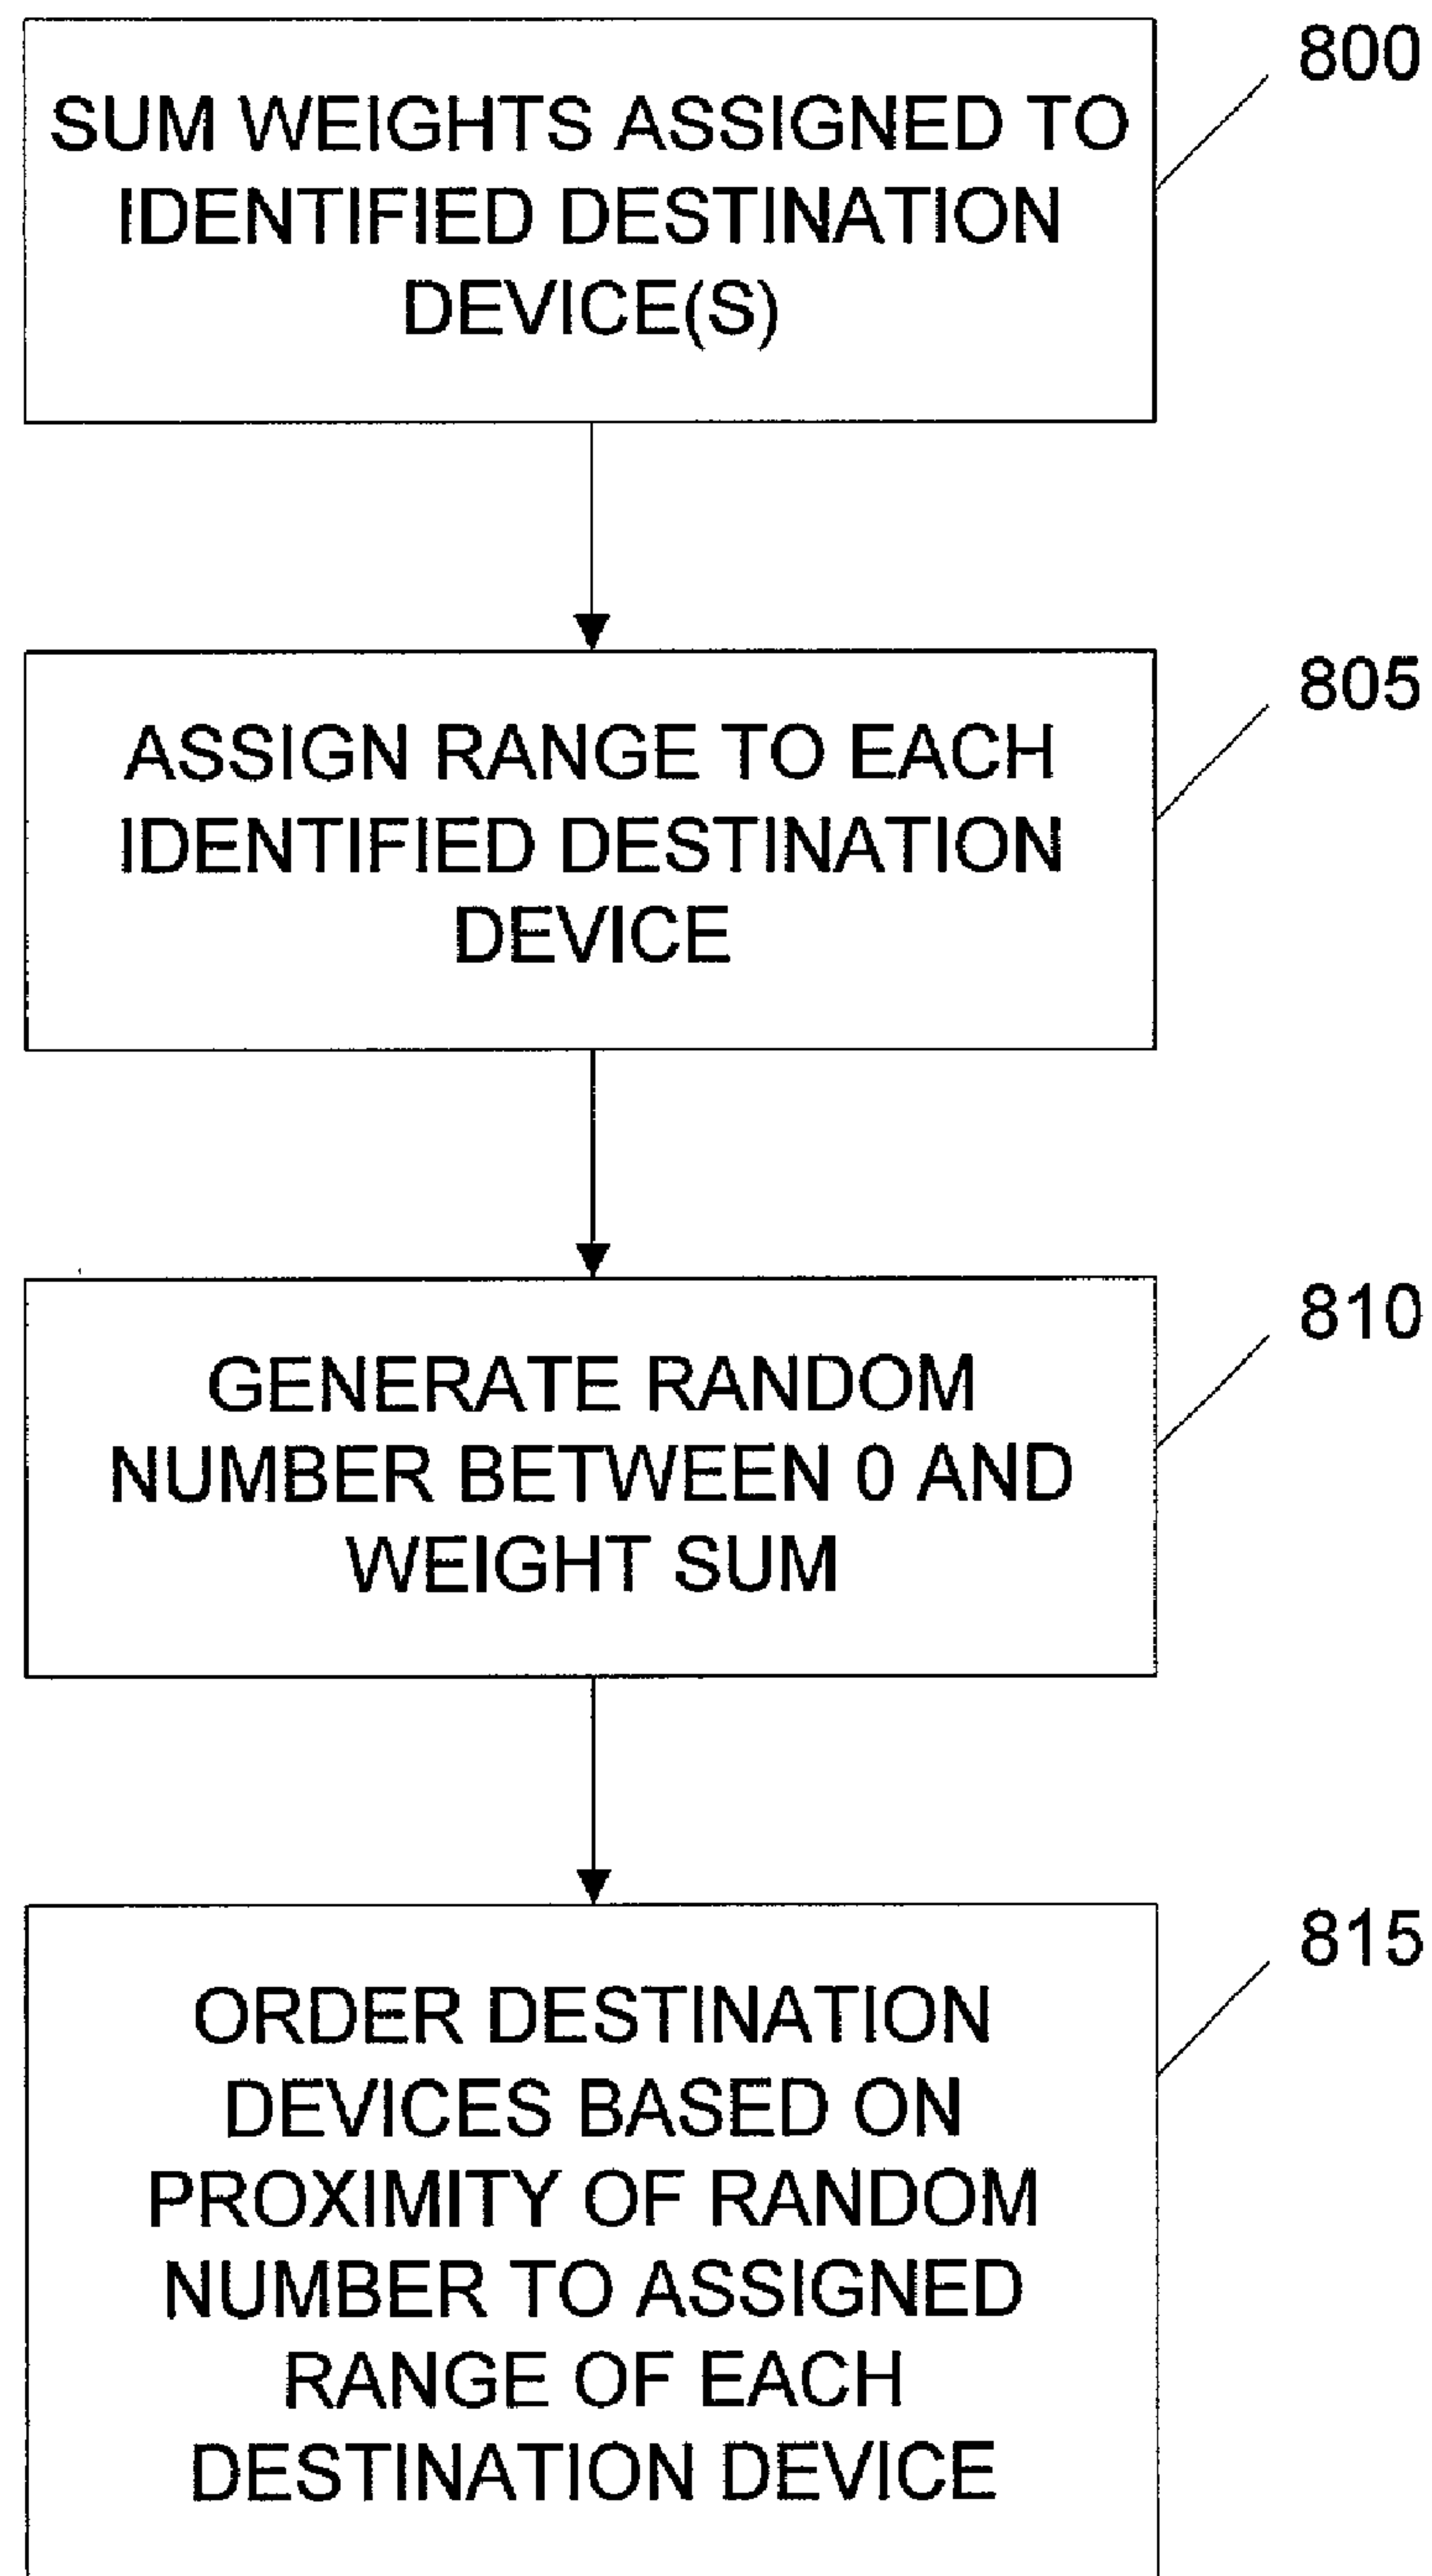 800
SUM WEIGHTS ASSIGNED TO
IDENTIFIED DESTINATION
DEVICE(S)
805
ASSIGN RANGE TO EACH
IDENTIFIED DESTINATION
DEVICE
810
GENERATE RANDOM
NUMBER BETWEEN 0 AND
WEIGHT SUM
815
ORDER DESTINATION
DEVICES BASED ON
PROXIMITY OF RANDOM
NUMBER TO ASSIGNED
RANGE OF EACH
DESTINATION DEVICE